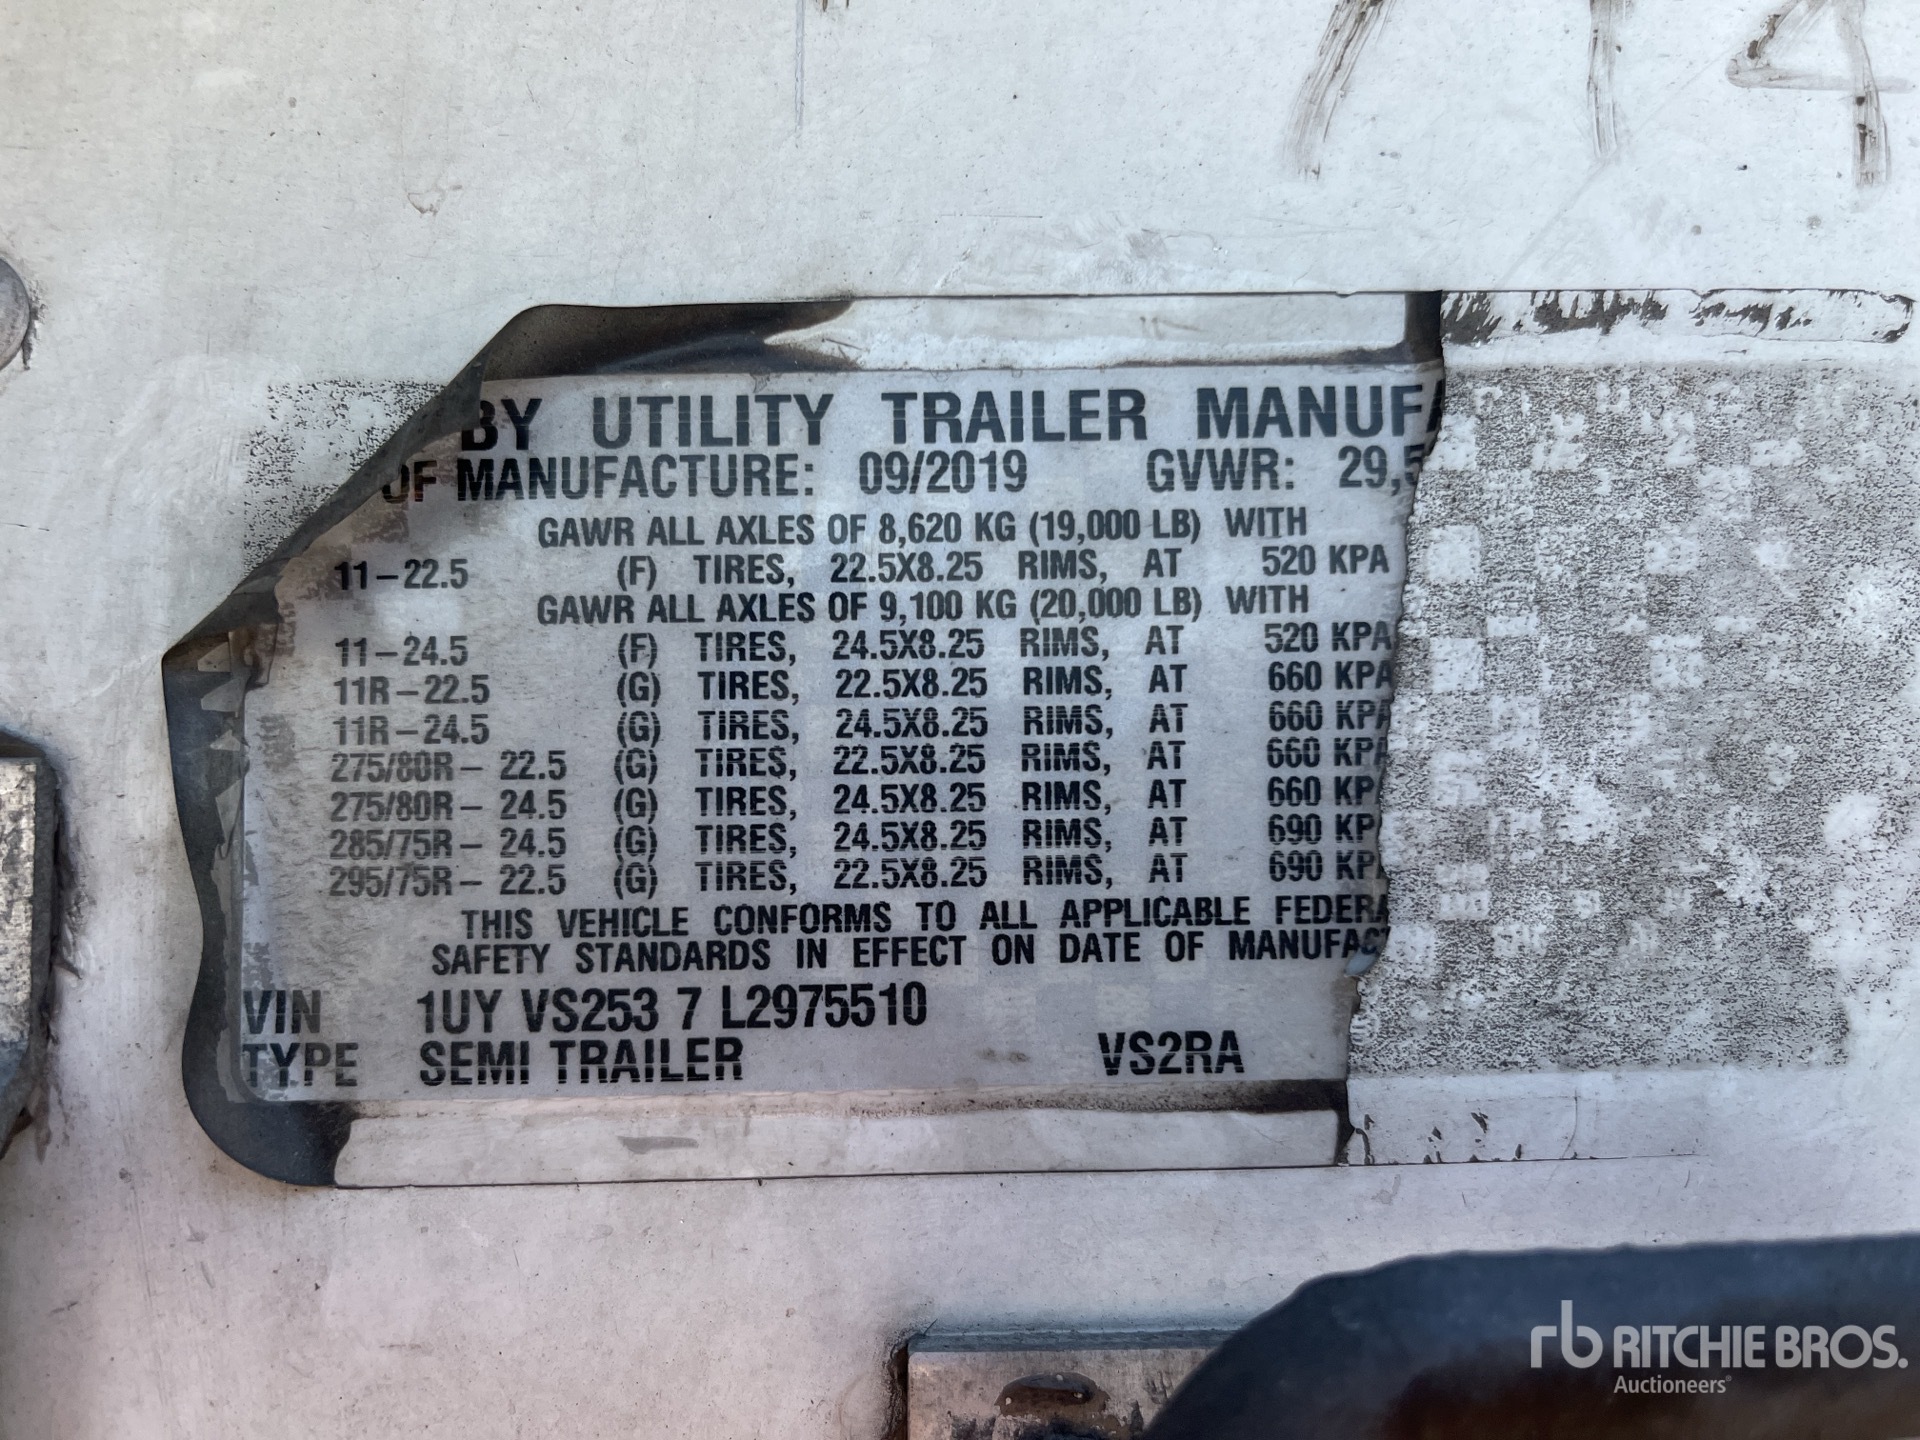 714
BY UTILITY TRAILER MANUF
OF MANUFACTURE: 09/2019 GVWR: 29,5
GAWR ALL AXLES OF 8,620 KG (19,000 LB) WITH
11-22.5 (F) TIRES, 22.5X8.25 RIMS, AT 520 KPA
GAWR ALL AXLES OF 9,100 KG (20,000 LB) WITH
11-24.5 (F) TIRES, 24.5X8.25 RIMS, AT 520 KPA
11R-22.5 (G) TIRES, 22.5X8.25 RIMS, AT 660 KPA
11R-24.5 (G) TIRES, 24.5X8.25 RIMS, AT 660 KPA
275/80R- 22.5 (G) TIRES, 22.5X8.25 RIMS, AT 660 KPA
275/80R- 24.5 (G) TIRES, 24.5X8.25 RIMS, AT 660 KP
285/75R- 24.5 (G) TIRES, 24.5X8.25 RIMS, AT 690 KP
295/75R- 22.5 (G) TIRES, 22.5X8.25 RIMS, AT 690 KP
THIS VEHICLE CONFORMS TO ALL APPLICABLE FEDERA
SAFETY STANDARDS IN EFFECT ON DATE OF MANUFACT
VIN 1UY VS253 7 L2975510
TYPE SEMI TRAILER VS2RA
rb RITCHIE BROS.
Auctioneers